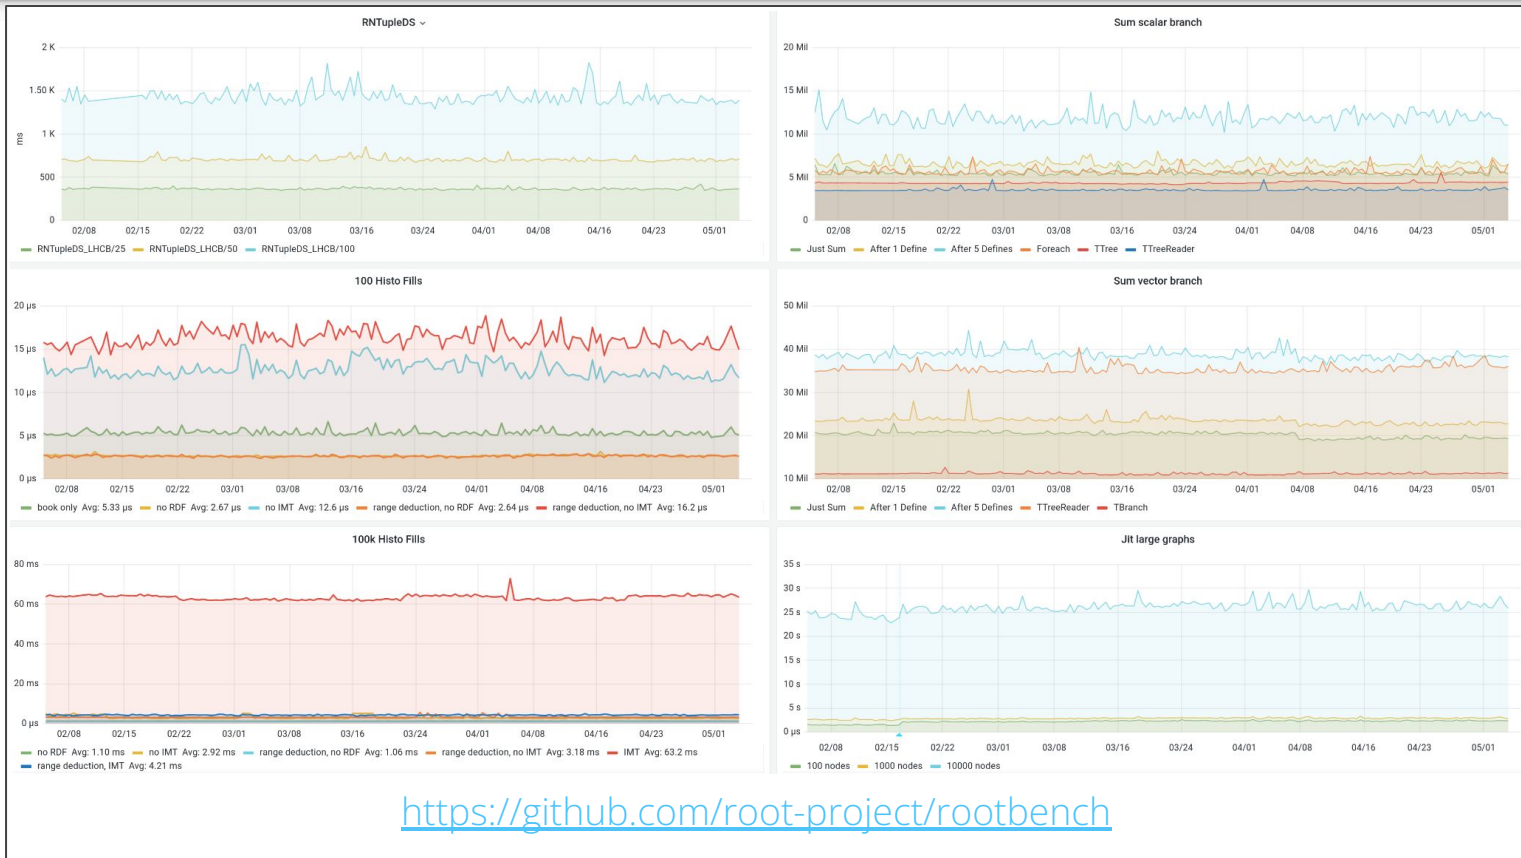 RNTupleDS
2 K
1.50 K
1 K
500
0
ms
02/08 02/15 02/22 03/01 03/08 03/16 03/24 04/01 04/08 04/16 04/23 05/01
RNTupleDS_LHCB/25 RNTupleDS_LHCB/50 RNTupleDS_LHCB/100
Sum scalar branch
20 Mil
15 Mil
10 Mil
5 Mil
0
02/08 02/15 02/22 03/01 03/08 03/16 03/24 04/01 04/08 04/16 04/23 05/01
Just Sum After 1 Define After 5 Defines Foreach TTree TTreeReader
100 Histo Fills
20 µs
15 µs
10 µs
5 µs
0 µs
02/08 02/15 02/22 03/01 03/08 03/16 03/24 04/01 04/08 04/16 04/23 05/01
book only Avg: 5.33 µs no RDF Avg: 2.67 µs no IMT Avg: 12.6 µs range deduction, no RDF Avg: 2.64 µs range deduction, no IMT Avg: 16.2 µs
Sum vector branch
50 Mil
40 Mil
30 Mil
20 Mil
10 Mil
02/08 02/15 02/22 03/01 03/08 03/16 03/24 04/01 04/08 04/16 04/23 05/01
Just Sum After 1 Define After 5 Defines TTreeReader TBranch
100k Histo Fills
80 ms
60 ms
40 ms
20 ms
0 µs
02/08 02/15 02/22 03/01 03/08 03/16 03/24 04/01 04/08 04/16 04/23 05/01
no RDF Avg: 1.10 ms no IMT Avg: 2.92 ms range deduction, no RDF Avg: 1.06 ms range deduction, no IMT Avg: 3.18 ms IMT Avg: 63.2 ms
range deduction, IMT Avg: 4.21 ms
Jit large graphs
35 s
30 s
25 s
20 s
15 s
10 s
5 s
0 µs
02/08 02/15 02/22 03/01 03/08 03/16 03/24 04/01 04/08 04/16 04/23 05/01
100 nodes 1000 nodes 10000 nodes
https://github.com/root-project/rootbench